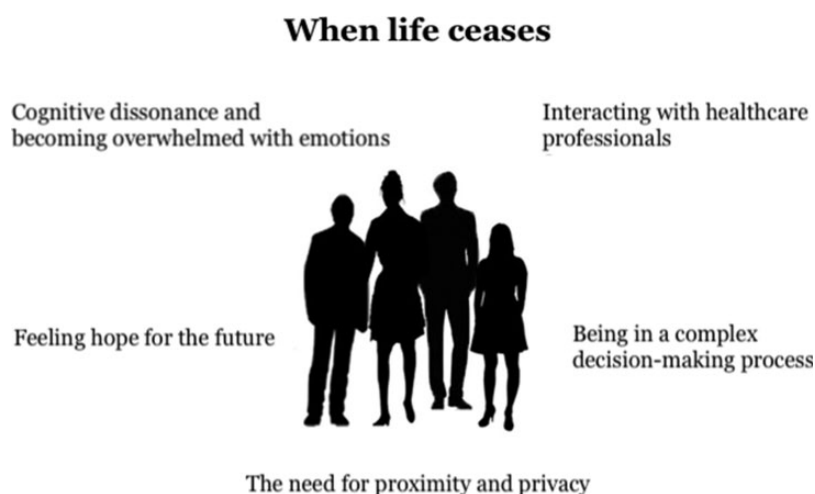 When life ceases
Cognitive dissonance and
becoming overwhelmed with emotions
Interacting with healthcare
professionals
Feeling hope for the future
Being in a complex
decision-making process
The need for proximity and privacy